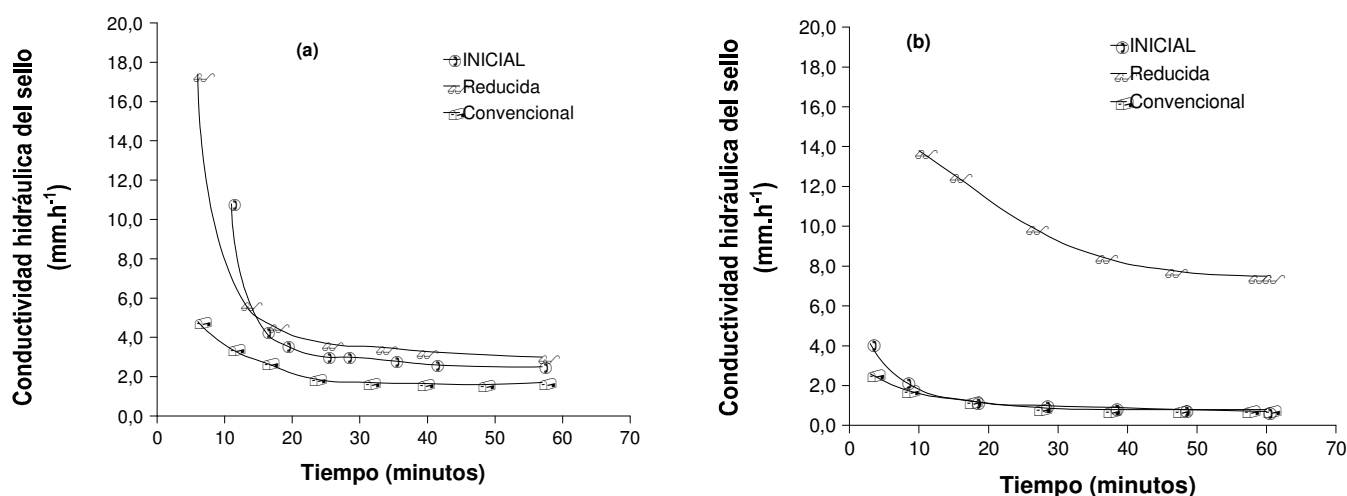 Conductividad hidráulica del sello
(mm.h-1)
20,0
18,0
16,0
14,0
12,0
10,0
8,0
6,0
4,0
2,0
0,0
(a)
INICIAL
Reducida
Convencional
0 10 20 30 40 50 60 70
Tiempo (minutos)
Conductividad hidráulica del sello
(mm.h-1)
20,0
18,0
16,0
14,0
12,0
10,0
8,0
6,0
4,0
2,0
0,0
(b)
INICIAL
Reducida
Convencional
0 10 20 30 40 50 60 70
Tiempo (minutos)